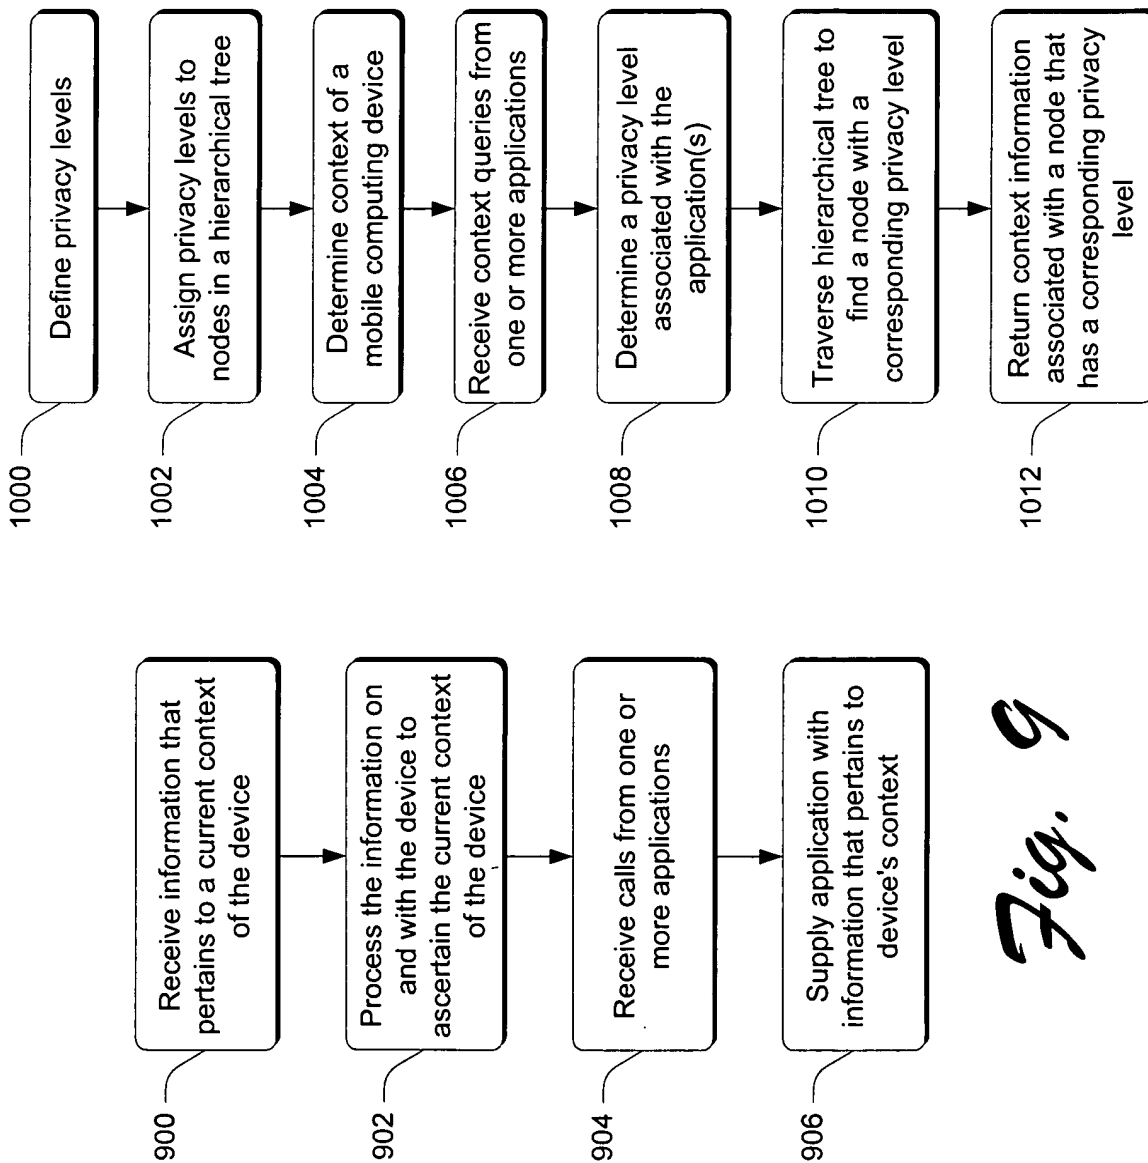 900
Receive information that
pertains to a current context
of the device
902
Process the information on
and with the device to
ascertain the current context
of the device
904
Receive calls from one or
more applications
906
Supply application with
information that pertains to
device's context
Fig. 9
1000
Define privacy levels
1002
Assign privacy levels to
nodes in a hierarchical tree
1004
Determine context of a
mobile computing device
1006
Receive context queries from
one or more applications
1008
Determine a privacy level
associated with the
application(s)
1010
Traverse hierarchical tree to
find a node with a
corresponding privacy level
1012
Return context information
associated with a node that
has a corresponding privacy
level